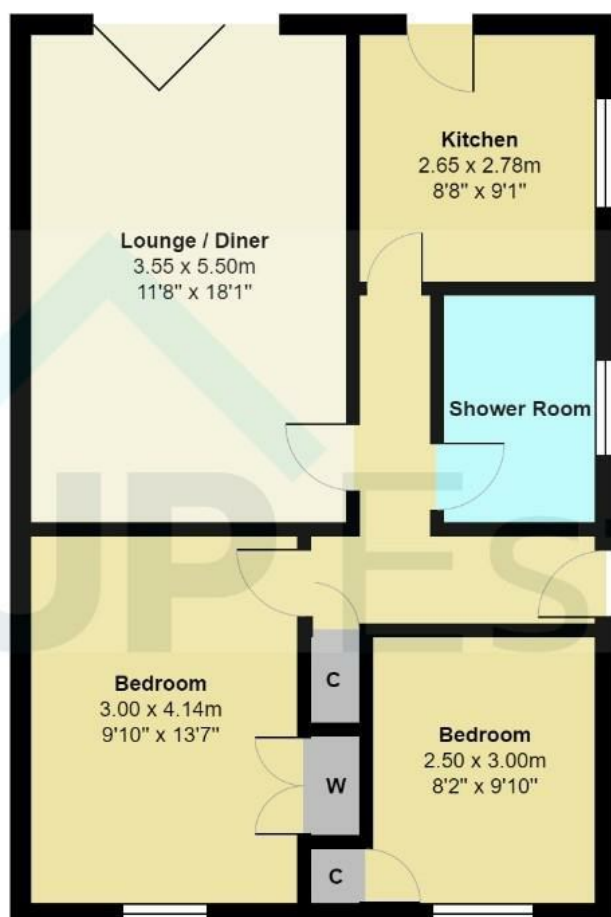 Kitchen
2.65 x 2.78m
8'8" x 9'1"
Lounge / Diner
3.55 x 5.50m
11'8" x 18'1"
Shower Room
UP Es
Bedroom
3.00 x 4.14m
9'10" x 13'7"
C
W
C
Bedroom
2.50 x 3.00m
8'2" x 9'10"